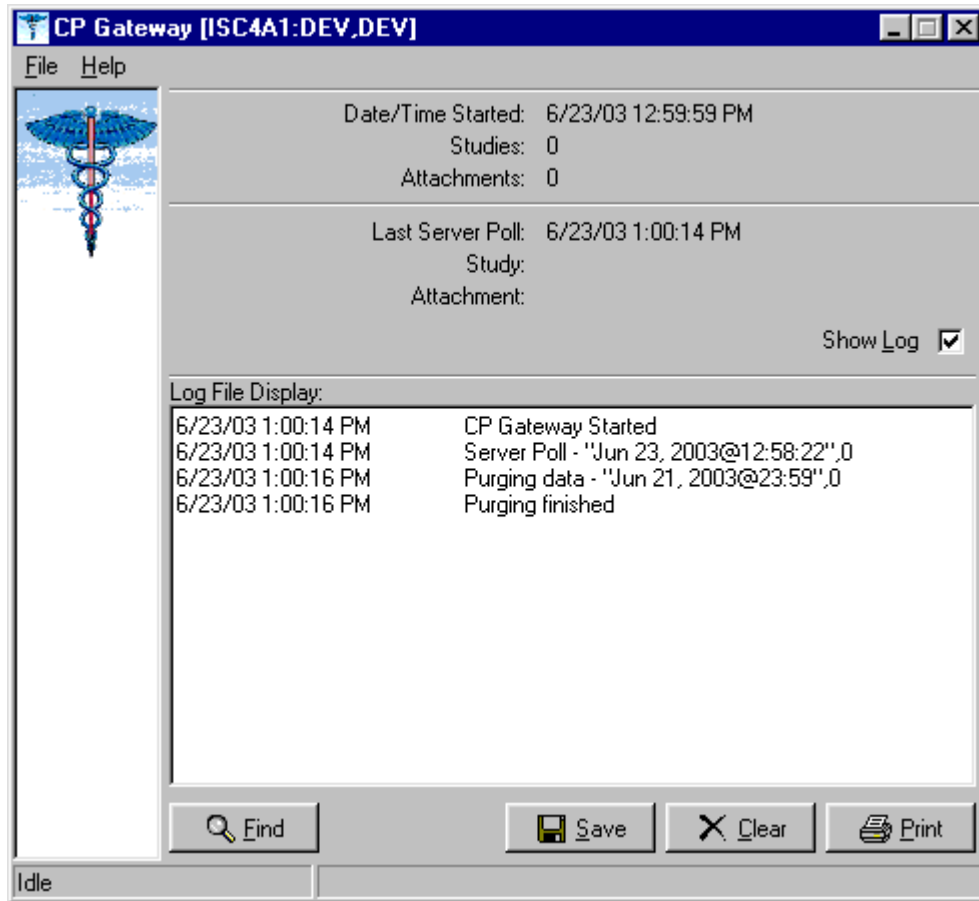 CP Gateway [ISC4A1:DEV,DEV]
File Help
Date/Time Started: 6/23/03 12:59:59 PM
Studies: 0
Attachments: 0
Last Server Poll: 6/23/03 1:00:14 PM
Study:
Attachment:
Show Log
Log File Display:
6/23/03 1:00:14 PM CP Gateway Started
6/23/03 1:00:14 PM Server Poll - "Jun 23, 2003@12:58:22",0
6/23/03 1:00:16 PM Purging data - "Jun 21, 2003@23:59",0
6/23/03 1:00:16 PM Purging finished
Find Save Clear Print
Idle